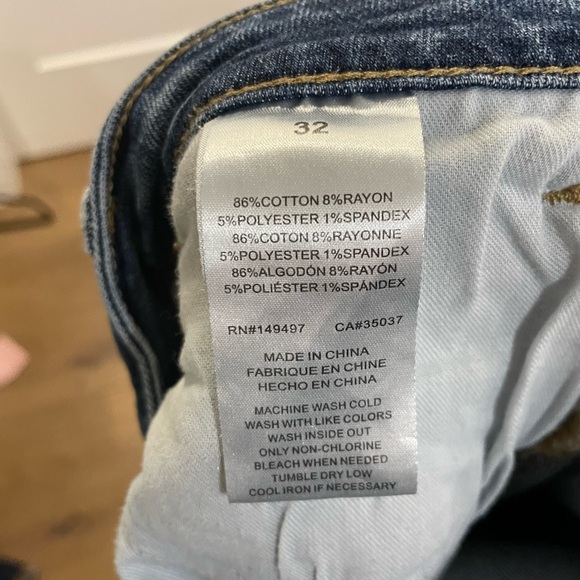 32
86%COTTON 8%RAYON
5%POLYESTER 1%SPANDEX
86%COTON 8%RAYONNE
5%POLYESTER 1%SPANDEX
86%ALGODÓN 8%RAYÓN
5%POLIÉSTER 1%SPÁNDEX
RN#149497 CA#35037
MADE IN CHINA
FABRIQUE EN CHINE
HECHO EN CHINA
MACHINE WASH COLD
WASH WITH LIKE COLORS
WASH INSIDE OUT
ONLY NON-CHLORINE
BLEACH WHEN NEEDED
TUMBLE DRY LOW
COOL IRON IF NECESSARY